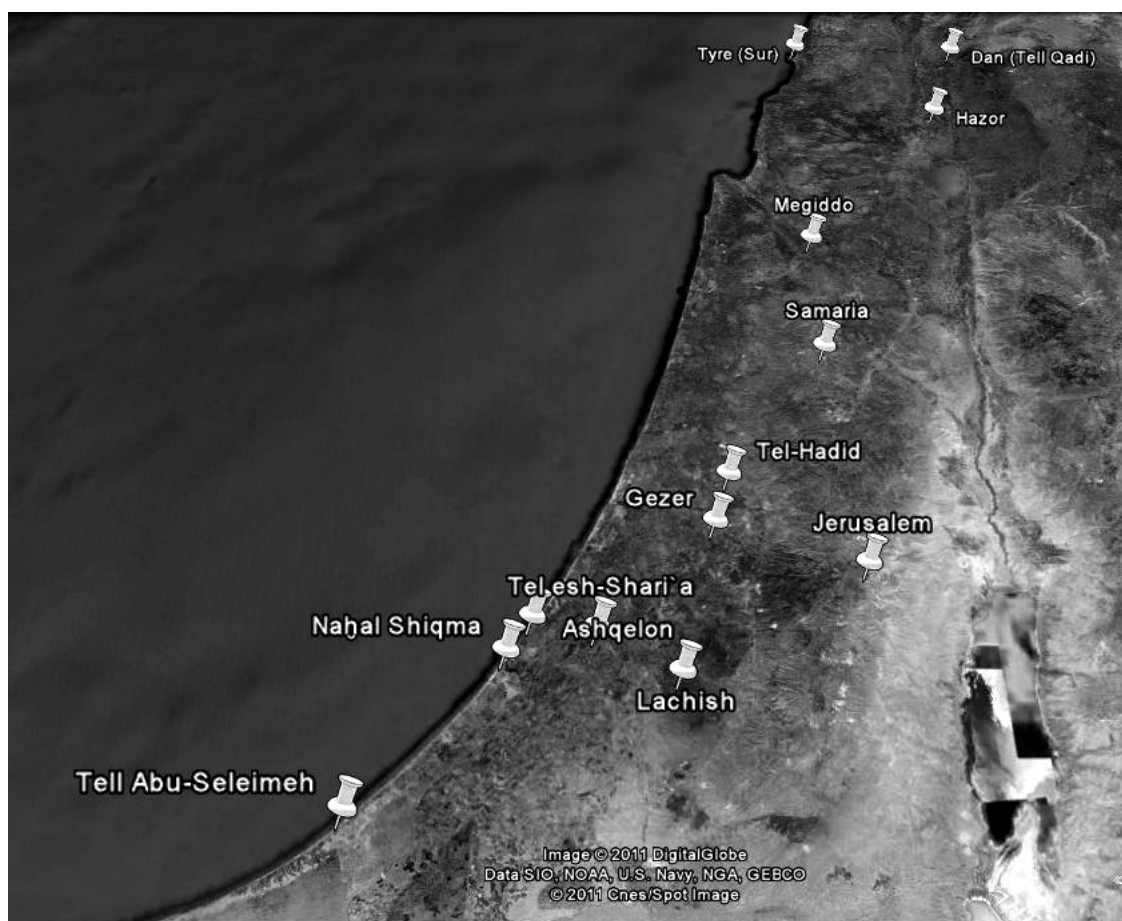 Tyre (Sur)
Dan (Tell Qadi)
Hazor
Megiddo
Samaria
Tel-Hadid
Gezer
Jerusalem
Tel esh-Shari`a
Naḫal Shiqma
Ashqelon
Lachish
Tell Abu-Seleimeh
Image © 2011 DigitalGlobe
Data SIO, NOAA, U.S. Navy, NGA, GEBCO
© 2011 Cnes/Spot Image